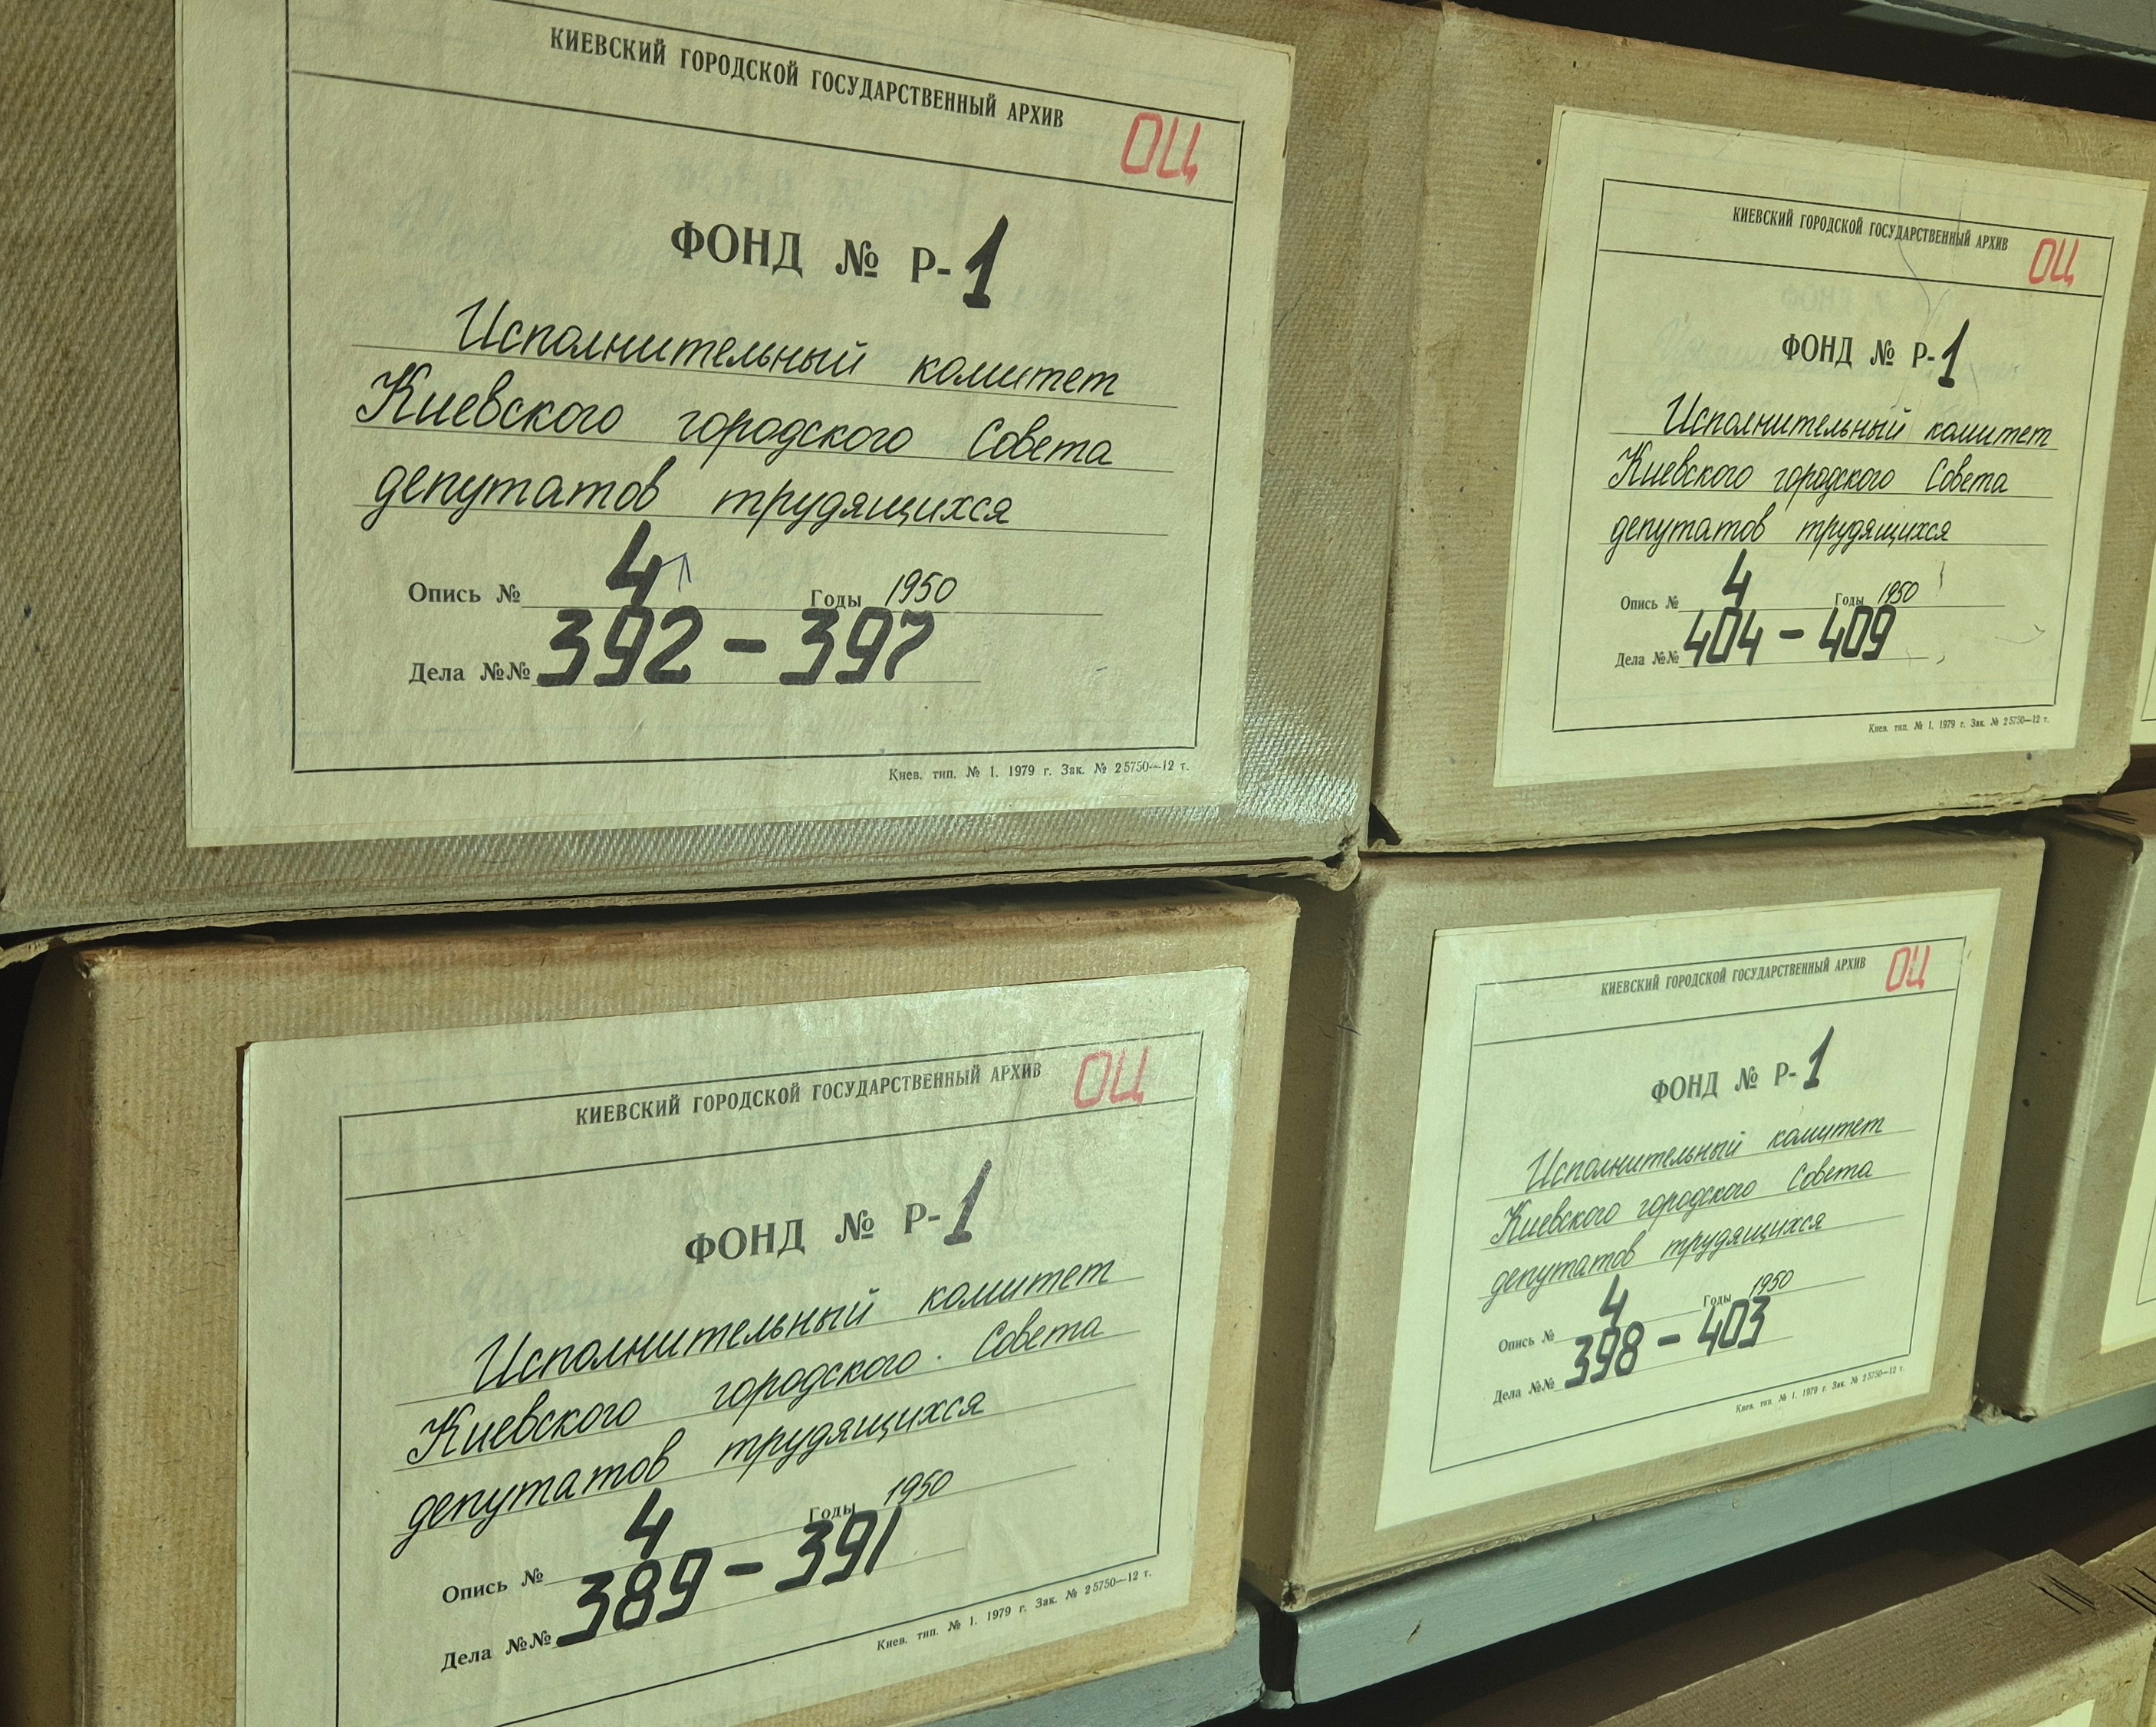 КИЕВСКИЙ ГОРОДСКОЙ ГОСУДАРСТВЕННЫЙ АРХИВ
ОЦ
ФОНД № Р-1
Исполнительный комитет
Киевского городского Совета
депутатов трудящихся
Опись № 4 Годы 1950
Дела №№ 392 - 397
Киев. тип. № 1. 1979 г. Зак. № 25750—12 т.
КИЕВСКИЙ ГОРОДСКОЙ ГОСУДАРСТВЕННЫЙ АРХИВ
ОЦ
ФОНД № Р-1
Исполнительный комитет
Киевского городского Совета
депутатов трудящихся
Опись № 4 Годы 1950
Дела №№ 404 - 409
Киев. тип. № 1. 1979 г. Зак. № 25750—12 т.
КИЕВСКИЙ ГОРОДСКОЙ ГОСУДАРСТВЕННЫЙ АРХИВ
ОЦ
ФОНД № Р-1
Исполнительный комитет
Киевского городского Совета
депутатов трудящихся
Опись № 4 Годы 1950
Дела №№ 389 - 391
Киев. тип. № 1. 1979 г. Зак. № 25750—12 т.
КИЕВСКИЙ ГОРОДСКОЙ ГОСУДАРСТВЕННЫЙ АРХИВ
ОЦ
ФОНД № Р-1
Исполнительный комитет
Киевского городского Совета
депутатов трудящихся
Опись № 4 Годы 1950
Дела №№ 398 - 403
Киев. тип. № 1. 1979 г. Зак. № 25750—12 т.